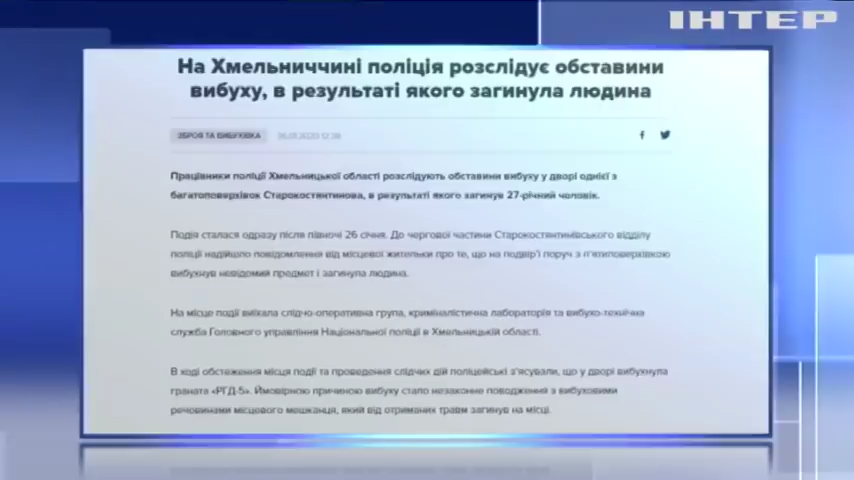 ІНТЕР
На Хмельниччині поліція розслідує обставини
вибуху, в результаті якого загинула людина
ЗБРОЯ ТА ВИБУХІВКА
Працівники поліції Хмельницької області розслідують обставини вибуху у дворі однієї з
багатоповерхівок Старокостянтинова, в результаті якого загинув 27-річний чоловік.
Подія сталася одразу після півночі 26 січня. До чергової частини Старокостянтинівського відділу
поліції надійшло повідомлення від місцевої жительки про те, що на подвір'ї поруч з п'ятиповерхівкою
вибухнув невідомий предмет і загинула людина.
На місце події виїхала слідчо-оперативна група, криміналістична лабораторія та вибухо-технічна
служба Головного управління Національної поліції в Хмельницькій області.
В ході обстеження місця події та проведення слідчих дій поліцейські з'ясували, що у дворі вибухнула
граната «РГД-5». Ймовірною причиною вибуху стало незаконне поводження з вибуховими
речовинами місцевого мешканця, який від отриманих травм загинув на місці.